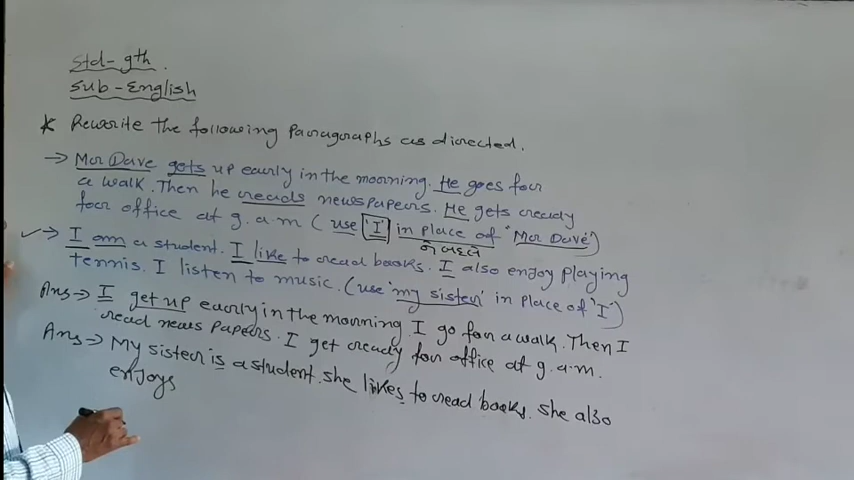 Std- 9th.
Sub - English
* Rewrite the following Paragraphs as directed.
→ Mr Dave gets up early in the morning. He goes for
a walk. Then he reads newspapers. He gets ready
for office at 9. a.m ( use 'I' in place of 'Mr Dave')
ને બદલે
✓→ I am a student. I like to read books. I also enjoy playing
tennis. I listen to music. (use 'my sister' in place of 'I')
Ans → I get up early in the morning I go for a walk. Then I
read news papers. I get ready for office at 9. a.m.
Ans → My sister is a student. she likes to read books. she also
enjoys